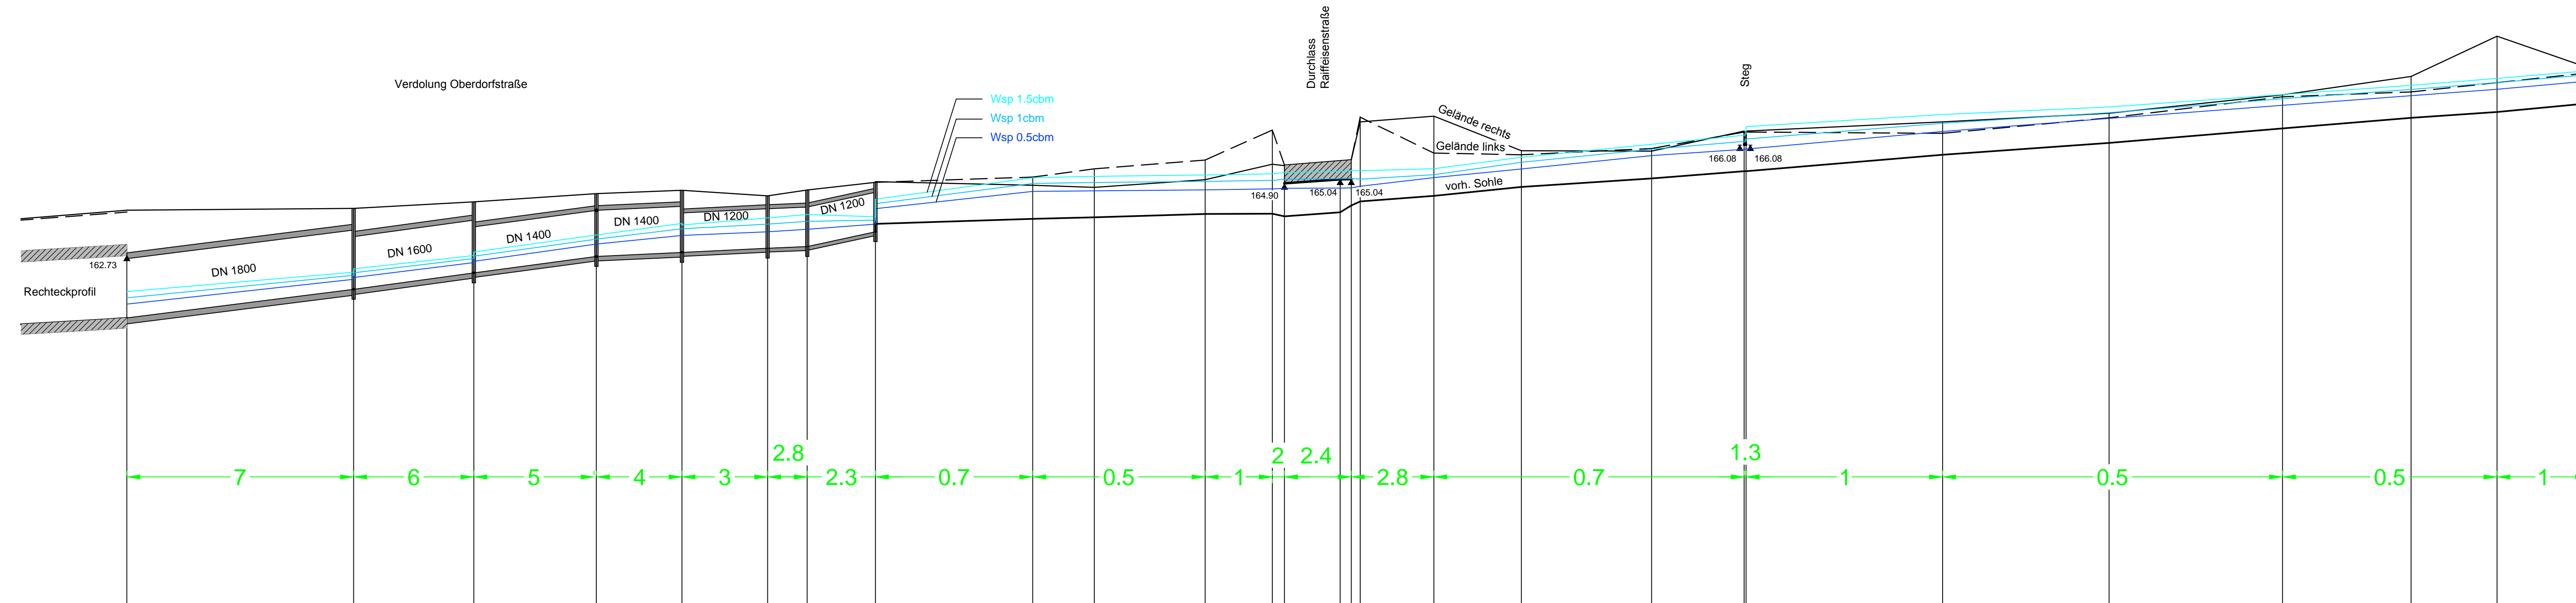 Durchlass
Raiffeisenstraße
Steg
Verdolung Oberdorfstraße
Wsp 1.5cbm
Wsp 1cbm
Wsp 0.5cbm
Gelände rechts
Gelände links
vorh. Sohle
166.08
166.08
164.90
165.04
165.04
DN 1200
DN 1200
DN 1400
DN 1400
DN 1600
DN 1800
162.73
Rechteckprofil
2.8
2
2.4
1.3
7
6
5
4
3
2.3
0.7
0.5
1
2.8
0.7
1
0.5
0.5
1